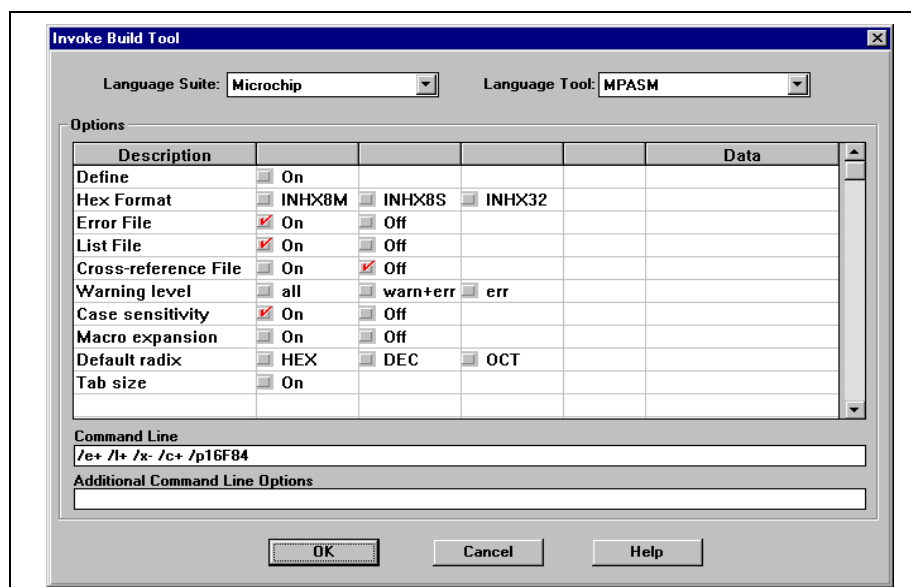 Invoke Build Tool
Language Suite: Microchip Language Tool: MPASM
Options
Description Data
Define On
Hex Format INHX8M INHX8S INHX32
Error File On Off
List File On Off
Cross-reference File On Off
Warning level all warn+err err
Case sensitivity On Off
Macro expansion On Off
Default radix HEX DEC OCT
Tab size On
Command Line
/e+ /l+ /x- /c+ /p16F84
Additional Command Line Options
OK Cancel Help